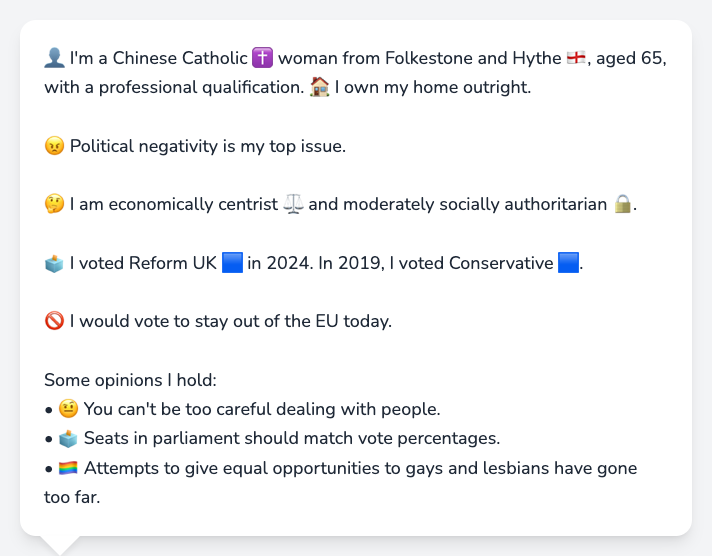 👤 I'm a Chinese Catholic ✝️ woman from Folkestone and Hythe 🏴󠁧󠁢󠁥󠁮󠁧󠁿, aged 65,
with a professional qualification. 🏠 I own my home outright.
😠 Political negativity is my top issue.
🤔 I am economically centrist ⚖️ and moderately socially authoritarian 🔒.
🗳️ I voted Reform UK 🟦 in 2024. In 2019, I voted Conservative 🟦.
🚫 I would vote to stay out of the EU today.
Some opinions I hold:
• 🤨 You can't be too careful dealing with people.
• 🗳️ Seats in parliament should match vote percentages.
• 🏳️‍🌈 Attempts to give equal opportunities to gays and lesbians have gone
too far.